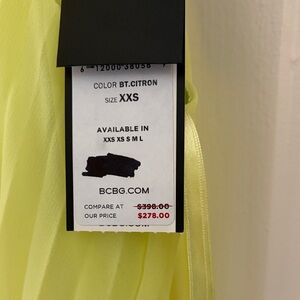 COLOR BT.CITRON
SIZE XXS
AVAILABLE IN
XXS XS S M L
BCBG.COM
COMPARE AT $398.00
OUR PRICE $278.00